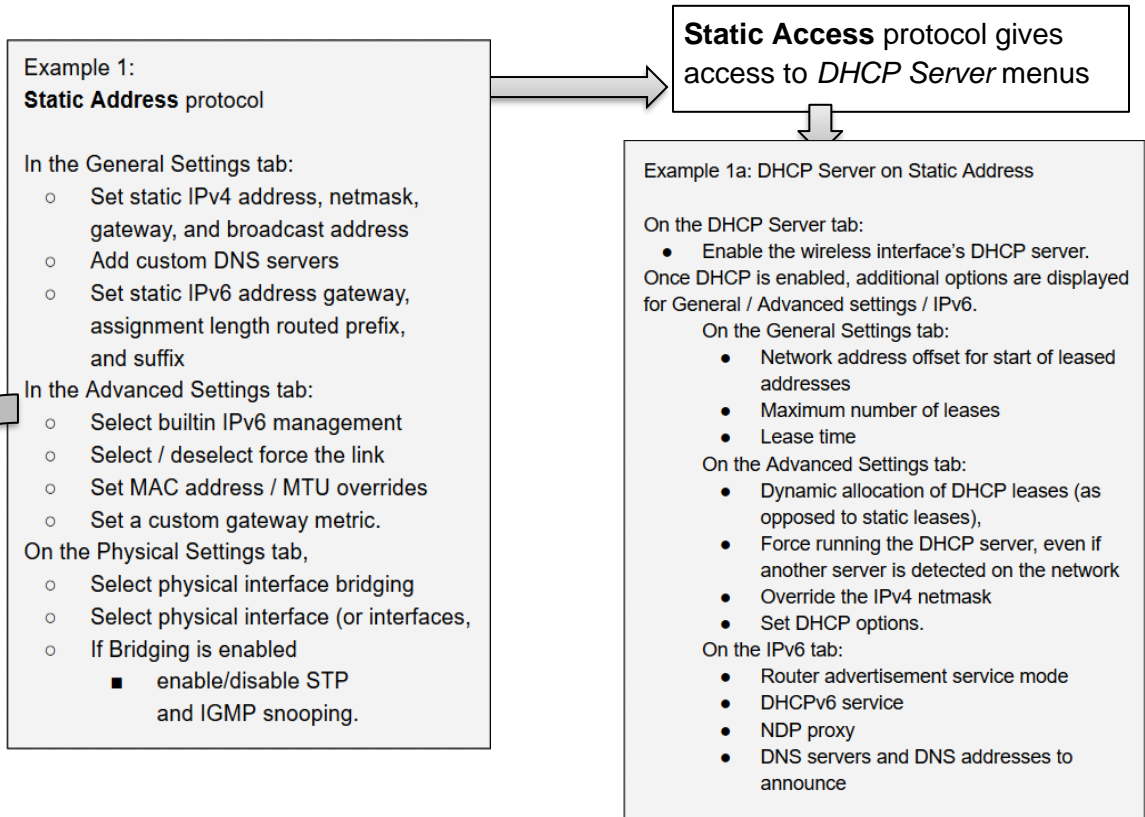 Example 1:
Static Address protocol
In the General Settings tab:
○ Set static IPv4 address, netmask,
gateway, and broadcast address
○ Add custom DNS servers
○ Set static IPv6 address gateway,
assignment length routed prefix,
and suffix
In the Advanced Settings tab:
○ Select builtin IPv6 management
○ Select / deselect force the link
○ Set MAC address / MTU overrides
○ Set a custom gateway metric.
On the Physical Settings tab,
○ Select physical interface bridging
○ Select physical interface (or interfaces,
○ If Bridging is enabled
■ enable/disable STP
and IGMP snooping.
Static Access protocol gives
access to DHCP Server menus
Example 1a: DHCP Server on Static Address
On the DHCP Server tab:
● Enable the wireless interface’s DHCP server.
Once DHCP is enabled, additional options are displayed
for General / Advanced settings / IPv6.
On the General Settings tab:
● Network address offset for start of leased
addresses
● Maximum number of leases
● Lease time
On the Advanced Settings tab:
● Dynamic allocation of DHCP leases (as
opposed to static leases),
● Force running the DHCP server, even if
another server is detected on the network
● Override the IPv4 netmask
● Set DHCP options.
On the IPv6 tab:
● Router advertisement service mode
● DHCPv6 service
● NDP proxy
● DNS servers and DNS addresses to
announce